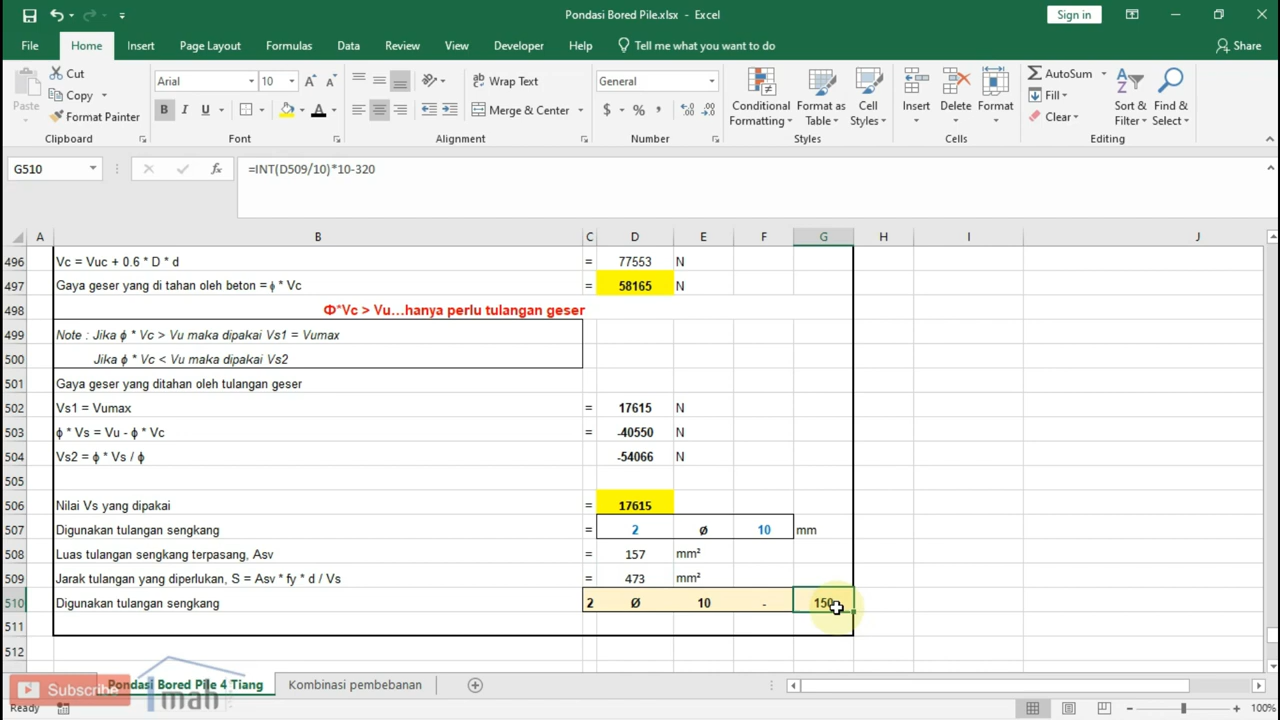 Pondasi Bored Pile.xlsx - Excel
Sign in
File Home Insert Page Layout Formulas Data Review View Developer Help Tell me what you want to do Share
Paste Cut Copy Format Painter
Arial 10
B I U A
Wrap Text
Merge & Center
General
$ % ,
Conditional Formatting Format as Table Cell Styles
Insert Delete Format
AutoSum Fill Clear
Sort & Filter Find & Select
Clipboard Font Alignment Number Styles Cells Editing
G510 fx =INT(D509/10)*10-320
A B C D E F G H I J
496 Vc = Vuc + 0.6 * D * d = 77553 N
497 Gaya geser yang di tahan oleh beton = ϕ * Vc = 58165 N
498 Φ*Vc > Vu…hanya perlu tulangan geser
499 Note : Jika ϕ * Vc > Vu maka dipakai Vs1 = Vumax
500 Jika ϕ * Vc < Vu maka dipakai Vs2
501 Gaya geser yang ditahan oleh tulangan geser
502 Vs1 = Vumax = 17615 N
503 ϕ * Vs = Vu - ϕ * Vc = -40550 N
504 Vs2 = ϕ * Vs / ϕ -54066 N
505
506 Nilai Vs yang dipakai = 17615
507 Digunakan tulangan sengkang = 2 ø 10 mm
508 Luas tulangan sengkang terpasang, Asv = 157 mm²
509 Jarak tulangan yang diperlukan, S = Asv * fy * d / Vs = 473 mm²
510 Digunakan tulangan sengkang 2 Ø 10 - 150
511
512
Subscribe
Imah
Pondasi Bored Pile 4 Tiang Kombinasi pembebanan
Ready 100%